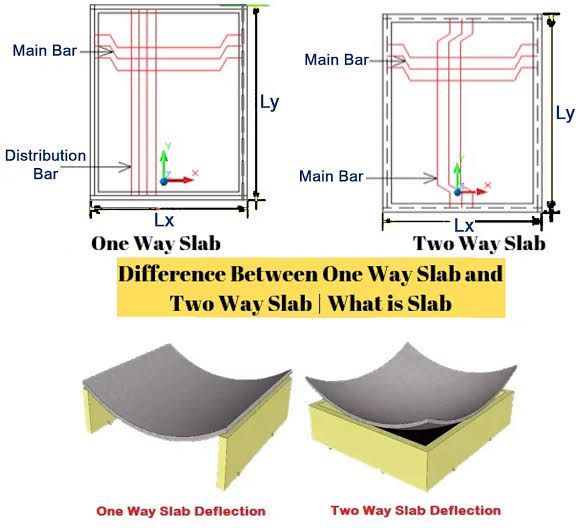 Main Bar
Ly
Distribution
Bar
Y
X
Z
Lx
One Way Slab
Main Bar
Ly
Main Bar
Y
X
Lx
Two Way Slab
Difference Between One Way Slab and
Two Way Slab | What is Slab
One Way Slab Deflection
Two Way Slab Deflection